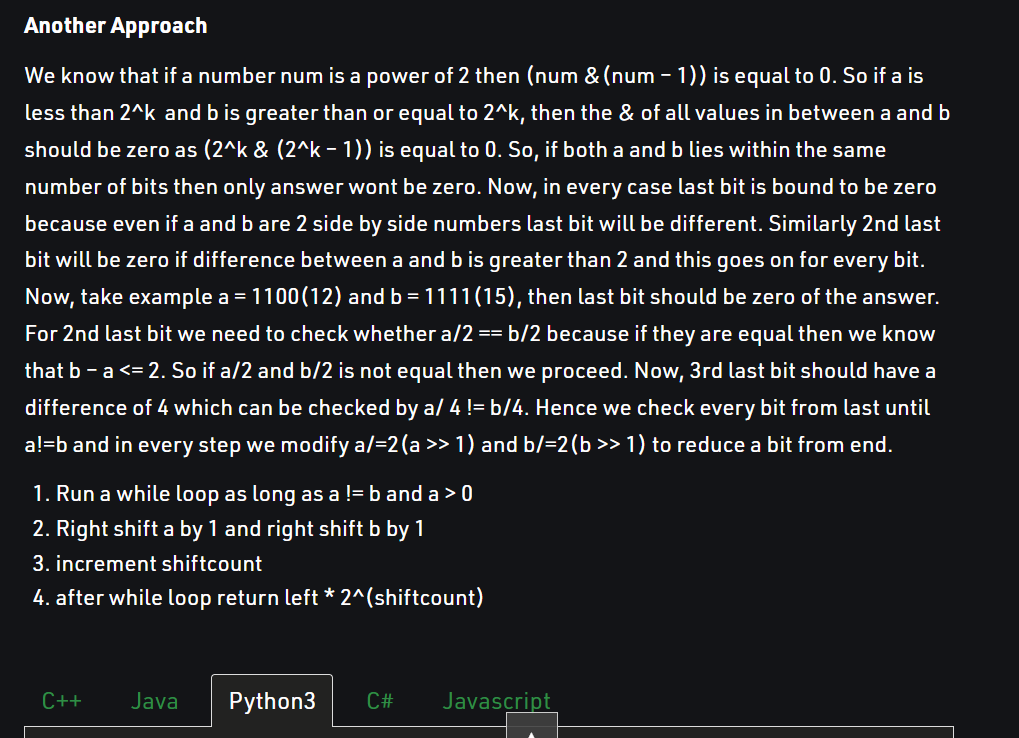 Another Approach
We know that if a number num is a power of 2 then (num & (num – 1)) is equal to 0. So if a is
less than 2^k  and b is greater than or equal to 2^k, then the & of all values in between a and b
should be zero as (2^k & (2^k – 1)) is equal to 0. So, if both a and b lies within the same
number of bits then only answer wont be zero. Now, in every case last bit is bound to be zero
because even if a and b are 2 side by side numbers last bit will be different. Similarly 2nd last
bit will be zero if difference between a and b is greater than 2 and this goes on for every bit.
Now, take example a = 1100(12) and b = 1111(15), then last bit should be zero of the answer.
For 2nd last bit we need to check whether a/2 == b/2 because if they are equal then we know
that b – a <= 2. So if a/2 and b/2 is not equal then we proceed. Now, 3rd last bit should have a
difference of 4 which can be checked by a/ 4 != b/4. Hence we check every bit from last until
a!=b and in every step we modify a/=2(a >> 1) and b/=2(b >> 1) to reduce a bit from end.
1. Run a while loop as long as a != b and a > 0
2. Right shift a by 1 and right shift b by 1
3. increment shiftcount
4. after while loop return left * 2^(shiftcount)
C++ Java Python3 C# Javascript